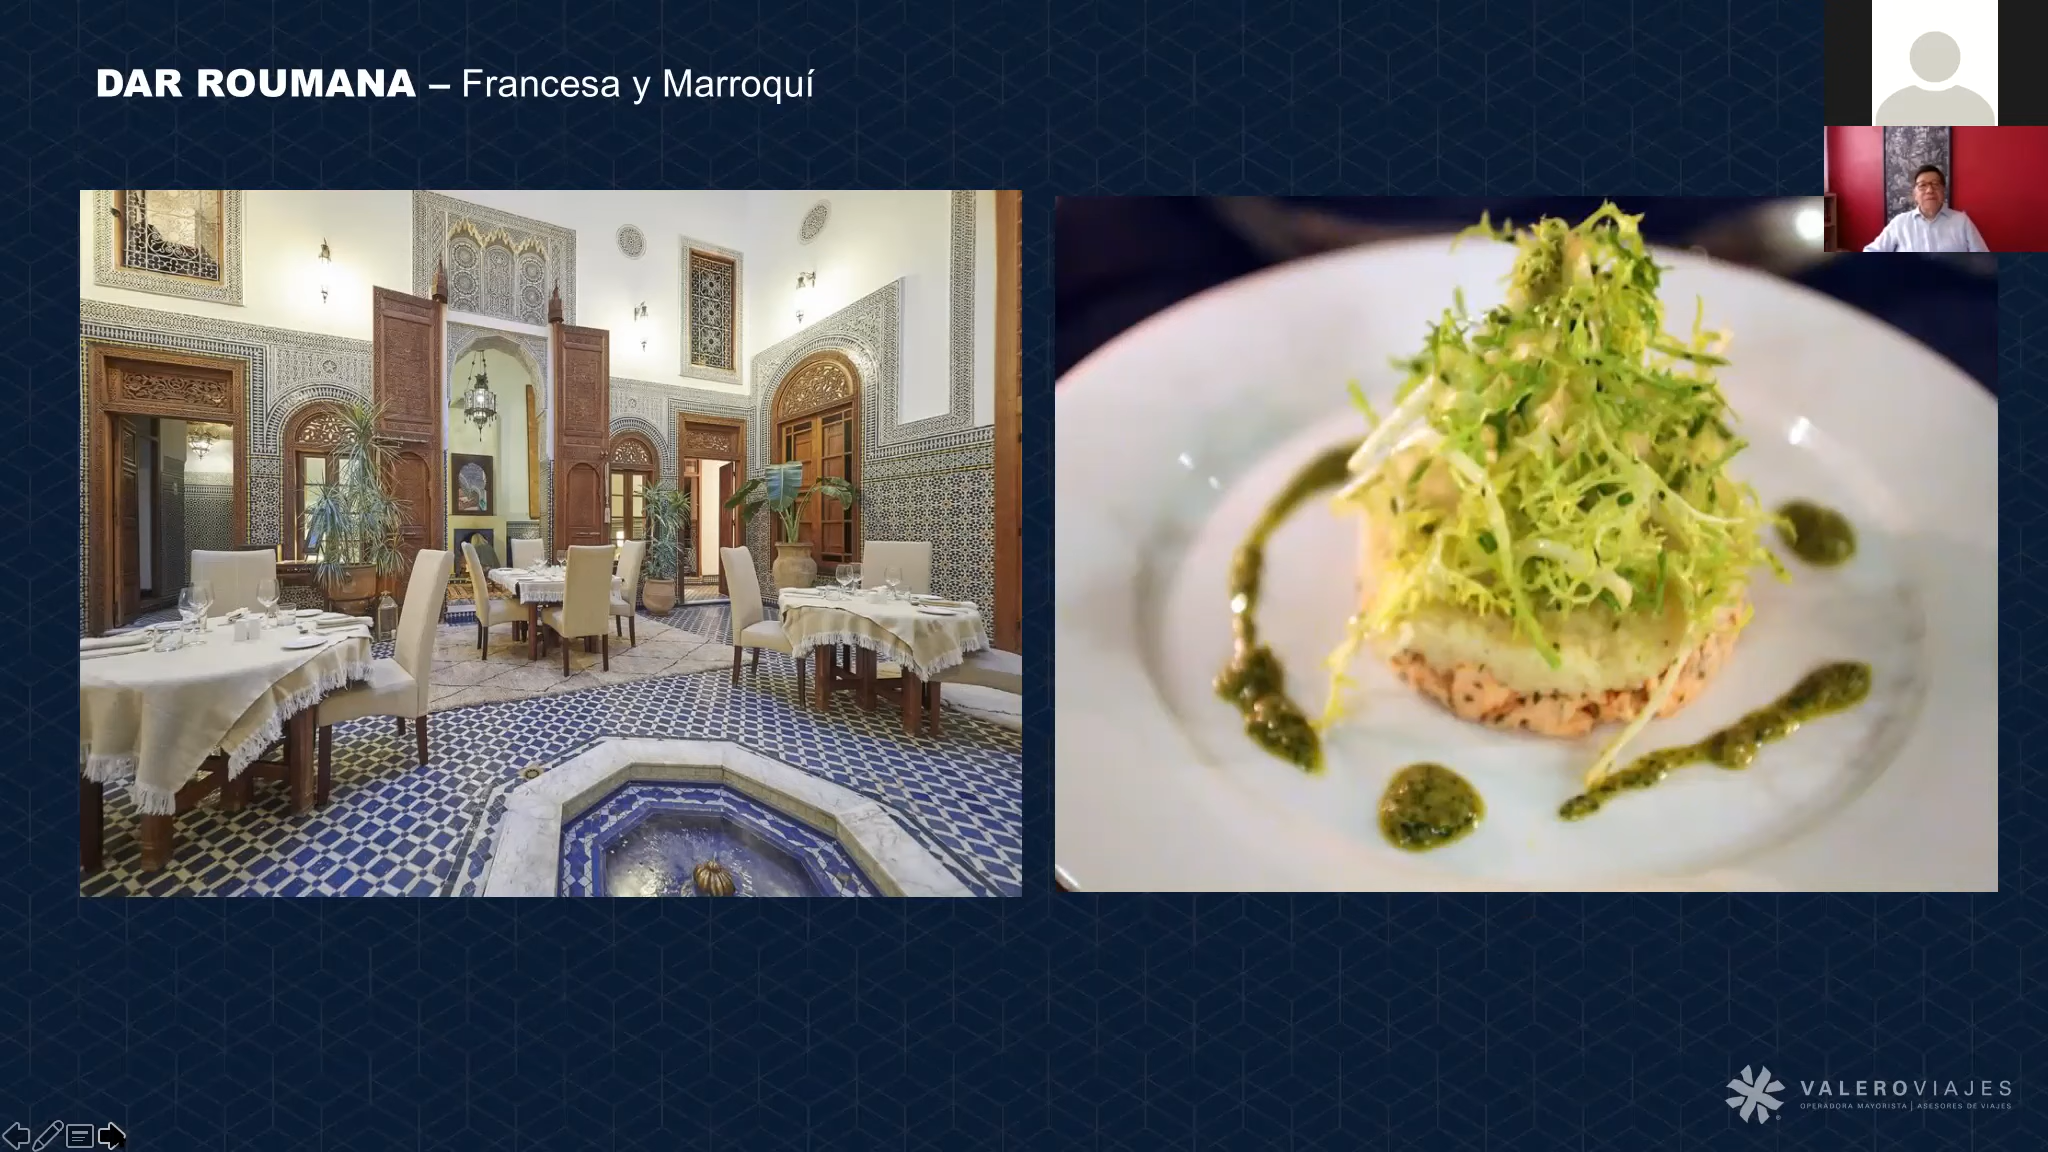 DAR ROUMANA – Francesa y Marroquí
VALEROVIAJES
OPERADORA MAYORISTA | ASESORES DE VIAJES